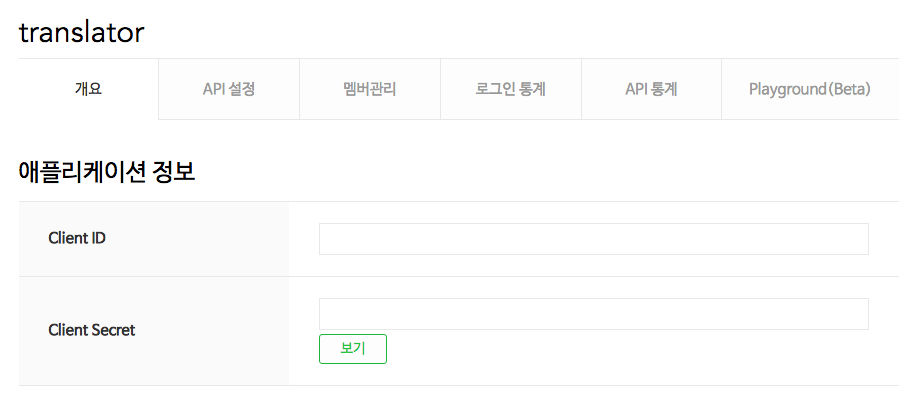 translator
개요 API 설정 멤버관리 로그인 통계 API 통계 Playground(Beta)
애플리케이션 정보
Client ID
Client Secret
보기